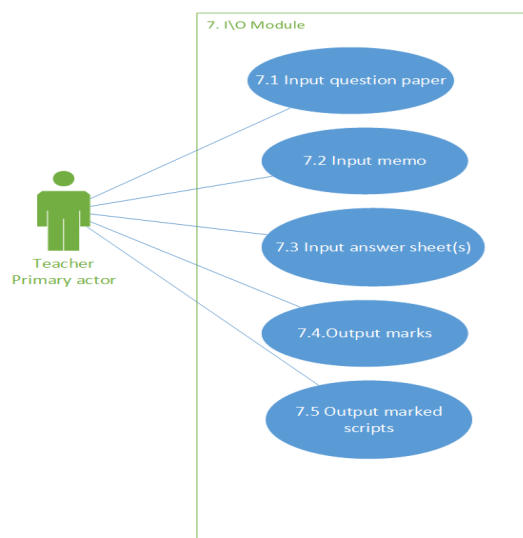 7. I\O Module
7.1 Input question paper
7.2 Input memo
7.3 Input answer sheet(s)
Teacher
Primary actor
7.4.Output marks
7.5 Output marked
scripts